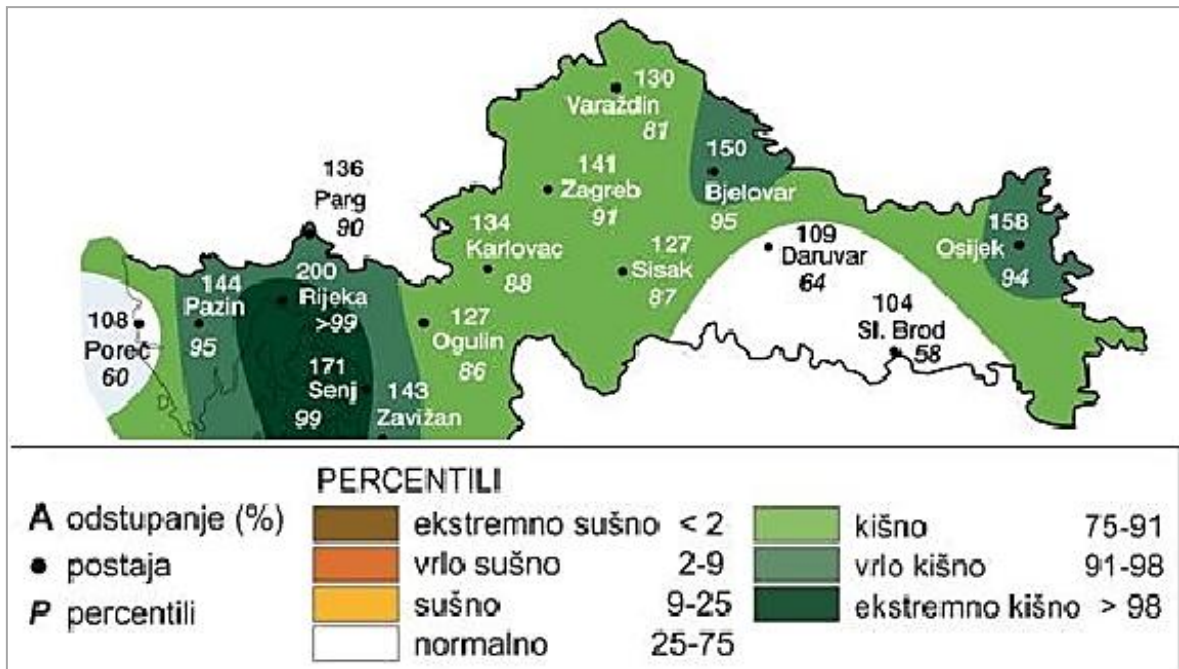 130
Varaždin
81
150
Bjelovar
95
141
Zagreb
91
136
Parg
90
134
Karlovac
88
127
Sisak
87
109
Daruvar
64
158
Osijek
94
104
Sl. Brod
58
200
Rijeka
>99
144
Pazin
95
108
Poreč
60
127
Ogulin
86
171
Senj
99
143
Zavižan
A odstupanje (%)
● postaja
P percentili
PERCENTILI
ekstremno sušno < 2
vrlo sušno 2-9
sušno 9-25
normalno 25-75
kišno 75-91
vrlo kišno 91-98
ekstremno kišno > 98